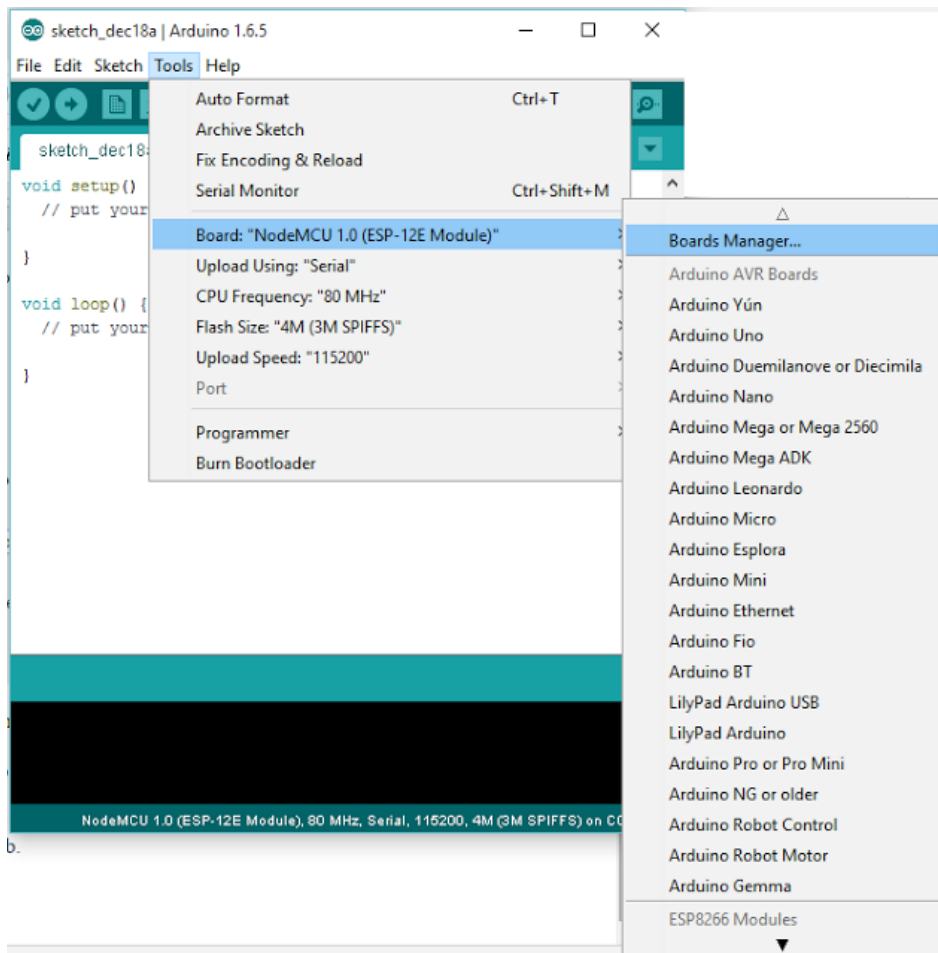 sketch_dec18a | Arduino 1.6.5
File Edit Sketch Tools Help
Auto Format Ctrl+T
Archive Sketch
Fix Encoding & Reload
Serial Monitor Ctrl+Shift+M
Board: "NodeMCU 1.0 (ESP-12E Module)"
Upload Using: "Serial"
CPU Frequency: "80 MHz"
Flash Size: "4M (3M SPIFFS)"
Upload Speed: "115200"
Port
Programmer
Burn Bootloader
sketch_dec18a
void setup()
// put your
}
void loop() {
// put your
}
Boards Manager...
Arduino AVR Boards
Arduino Yún
Arduino Uno
Arduino Duemilanove or Diecimila
Arduino Nano
Arduino Mega or Mega 2560
Arduino Mega ADK
Arduino Leonardo
Arduino Micro
Arduino Esplora
Arduino Mini
Arduino Ethernet
Arduino Fio
Arduino BT
LilyPad Arduino USB
LilyPad Arduino
Arduino Pro or Pro Mini
Arduino NG or older
Arduino Robot Control
Arduino Robot Motor
Arduino Gemma
ESP8266 Modules
NodeMCU 1.0 (ESP-12E Module), 80 MHz, Serial, 115200, 4M (3M SPIFFS) on CO
b.